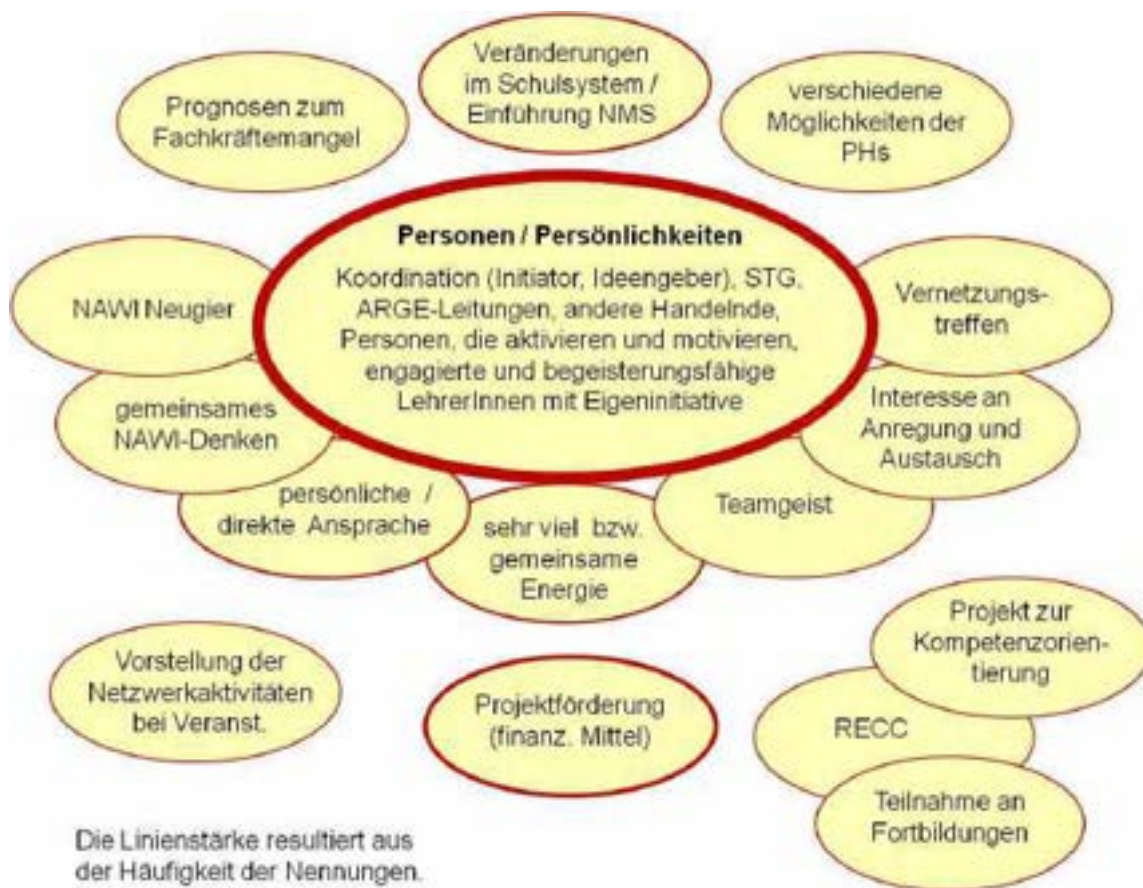 Veränderungen
im Schulsystem /
Einführung NMS
Prognosen zum
Fachkräftemangel
verschiedene
Möglichkeiten der
PHs
Personen / Persönlichkeiten
Koordination (Initiator, Ideengeber), STG,
ARGE-Leitungen, andere Handelnde,
Personen, die aktivieren und motivieren,
engagierte und begeisterungsfähige
LehrerInnen mit Eigeninitiative
NAWI Neugier
Vernetzungs-
treffen
gemeinsames
NAWI-Denken
Interesse an
Anregung und
Austausch
persönliche /
direkte Ansprache
sehr viel bzw.
gemeinsame
Energie
Teamgeist
Vorstellung der
Netzwerkaktivitäten
bei Veranst.
Projektförderung
(finanz. Mittel)
Projekt zur
Kompetenzorien-
tierung
RECC
Teilnahme an
Fortbildungen
Die Linienstärke resultiert aus
der Häufigkeit der Nennungen.